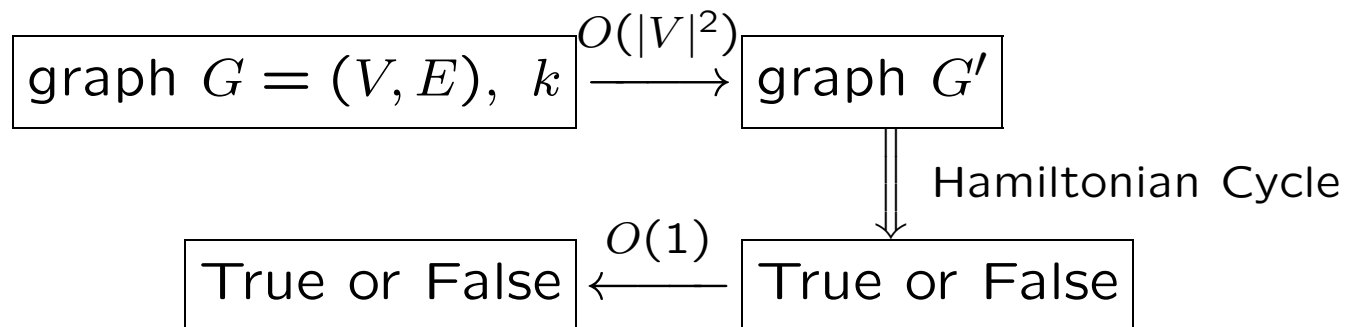 O(|V|²)
graph G = (V, E), k
graph G′
Hamiltonian Cycle
O(1)
True or False
True or False